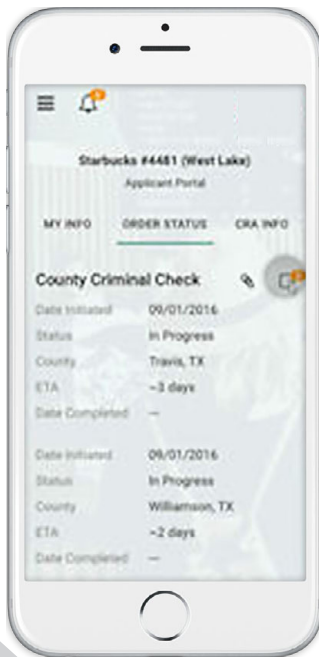 Starbucks #4481 (West Lake)
Applicant Portal
MY INFO ORDER STATUS CRA INFO
County Criminal Check
Date Initiated 09/01/2016
Status In Progress
County Travis, TX
ETA ~3 days
Date Completed —
Date Initiated 09/01/2016
Status In Progress
County Williamson, TX
ETA ~2 days
Date Completed —